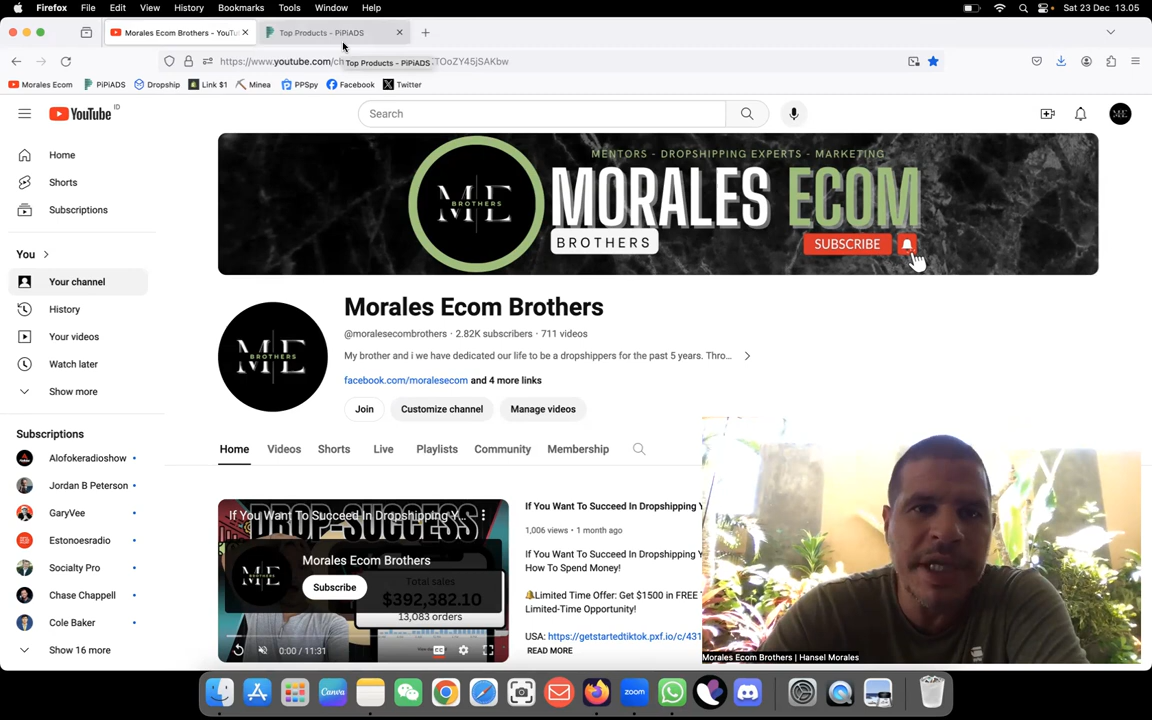 Firefox File Edit View History Bookmarks Tools Window Help Sat 23 Dec 13.05
Morales Ecom Brothers - YouTu
Top Products - PiPiADS
https://www.youtube.com/ch
TOoZY45jSAKbw
Top Products - PiPiADS
Morales Ecom PiPiADS Dropship Link $1 Minea PPSpy Facebook Twitter
YouTube ID
Search
ME
Home
Shorts
Subscriptions
You
Your channel
History
Your videos
Watch later
Show more
Subscriptions
Alofokeradioshow
Jordan B Peterson
GaryVee
Estonoesradio
Socialty Pro
Chase Chappell
Cole Baker
Show 16 more
MENTORS - DROPSHIPPING EXPERTS - MARKETING
MORALES ECOM
BROTHERS
SUBSCRIBE
M E
BROTHERS
M E
BROTHERS
Morales Ecom Brothers
@moralesecombrothers · 2.82K subscribers · 711 videos
My brother and i we have dedicated our life to be a dropshippers for the past 5 years. Thro...
facebook.com/moralesecom and 4 more links
Join Customize channel Manage videos
Home Videos Shorts Live Playlists Community Membership
If You Want To Succeed In Dropshipping Y...
Morales Ecom Brothers
Subscribe
Total sales
$392,382.10
13,083 orders
0:00 / 11:31
If You Want To Succeed In Dropshipping Y
1,006 views • 1 month ago
If You Want To Succeed In Dropshipping Y
How To Spend Money!
🔔Limited Time Offer: Get $1500 in FREE
Limited-Time Opportunity!
USA: https://getstartedtiktok.pxf.io/c/431
READ MORE
Morales Ecom Brothers | Hansel Morales
Canva
zoom